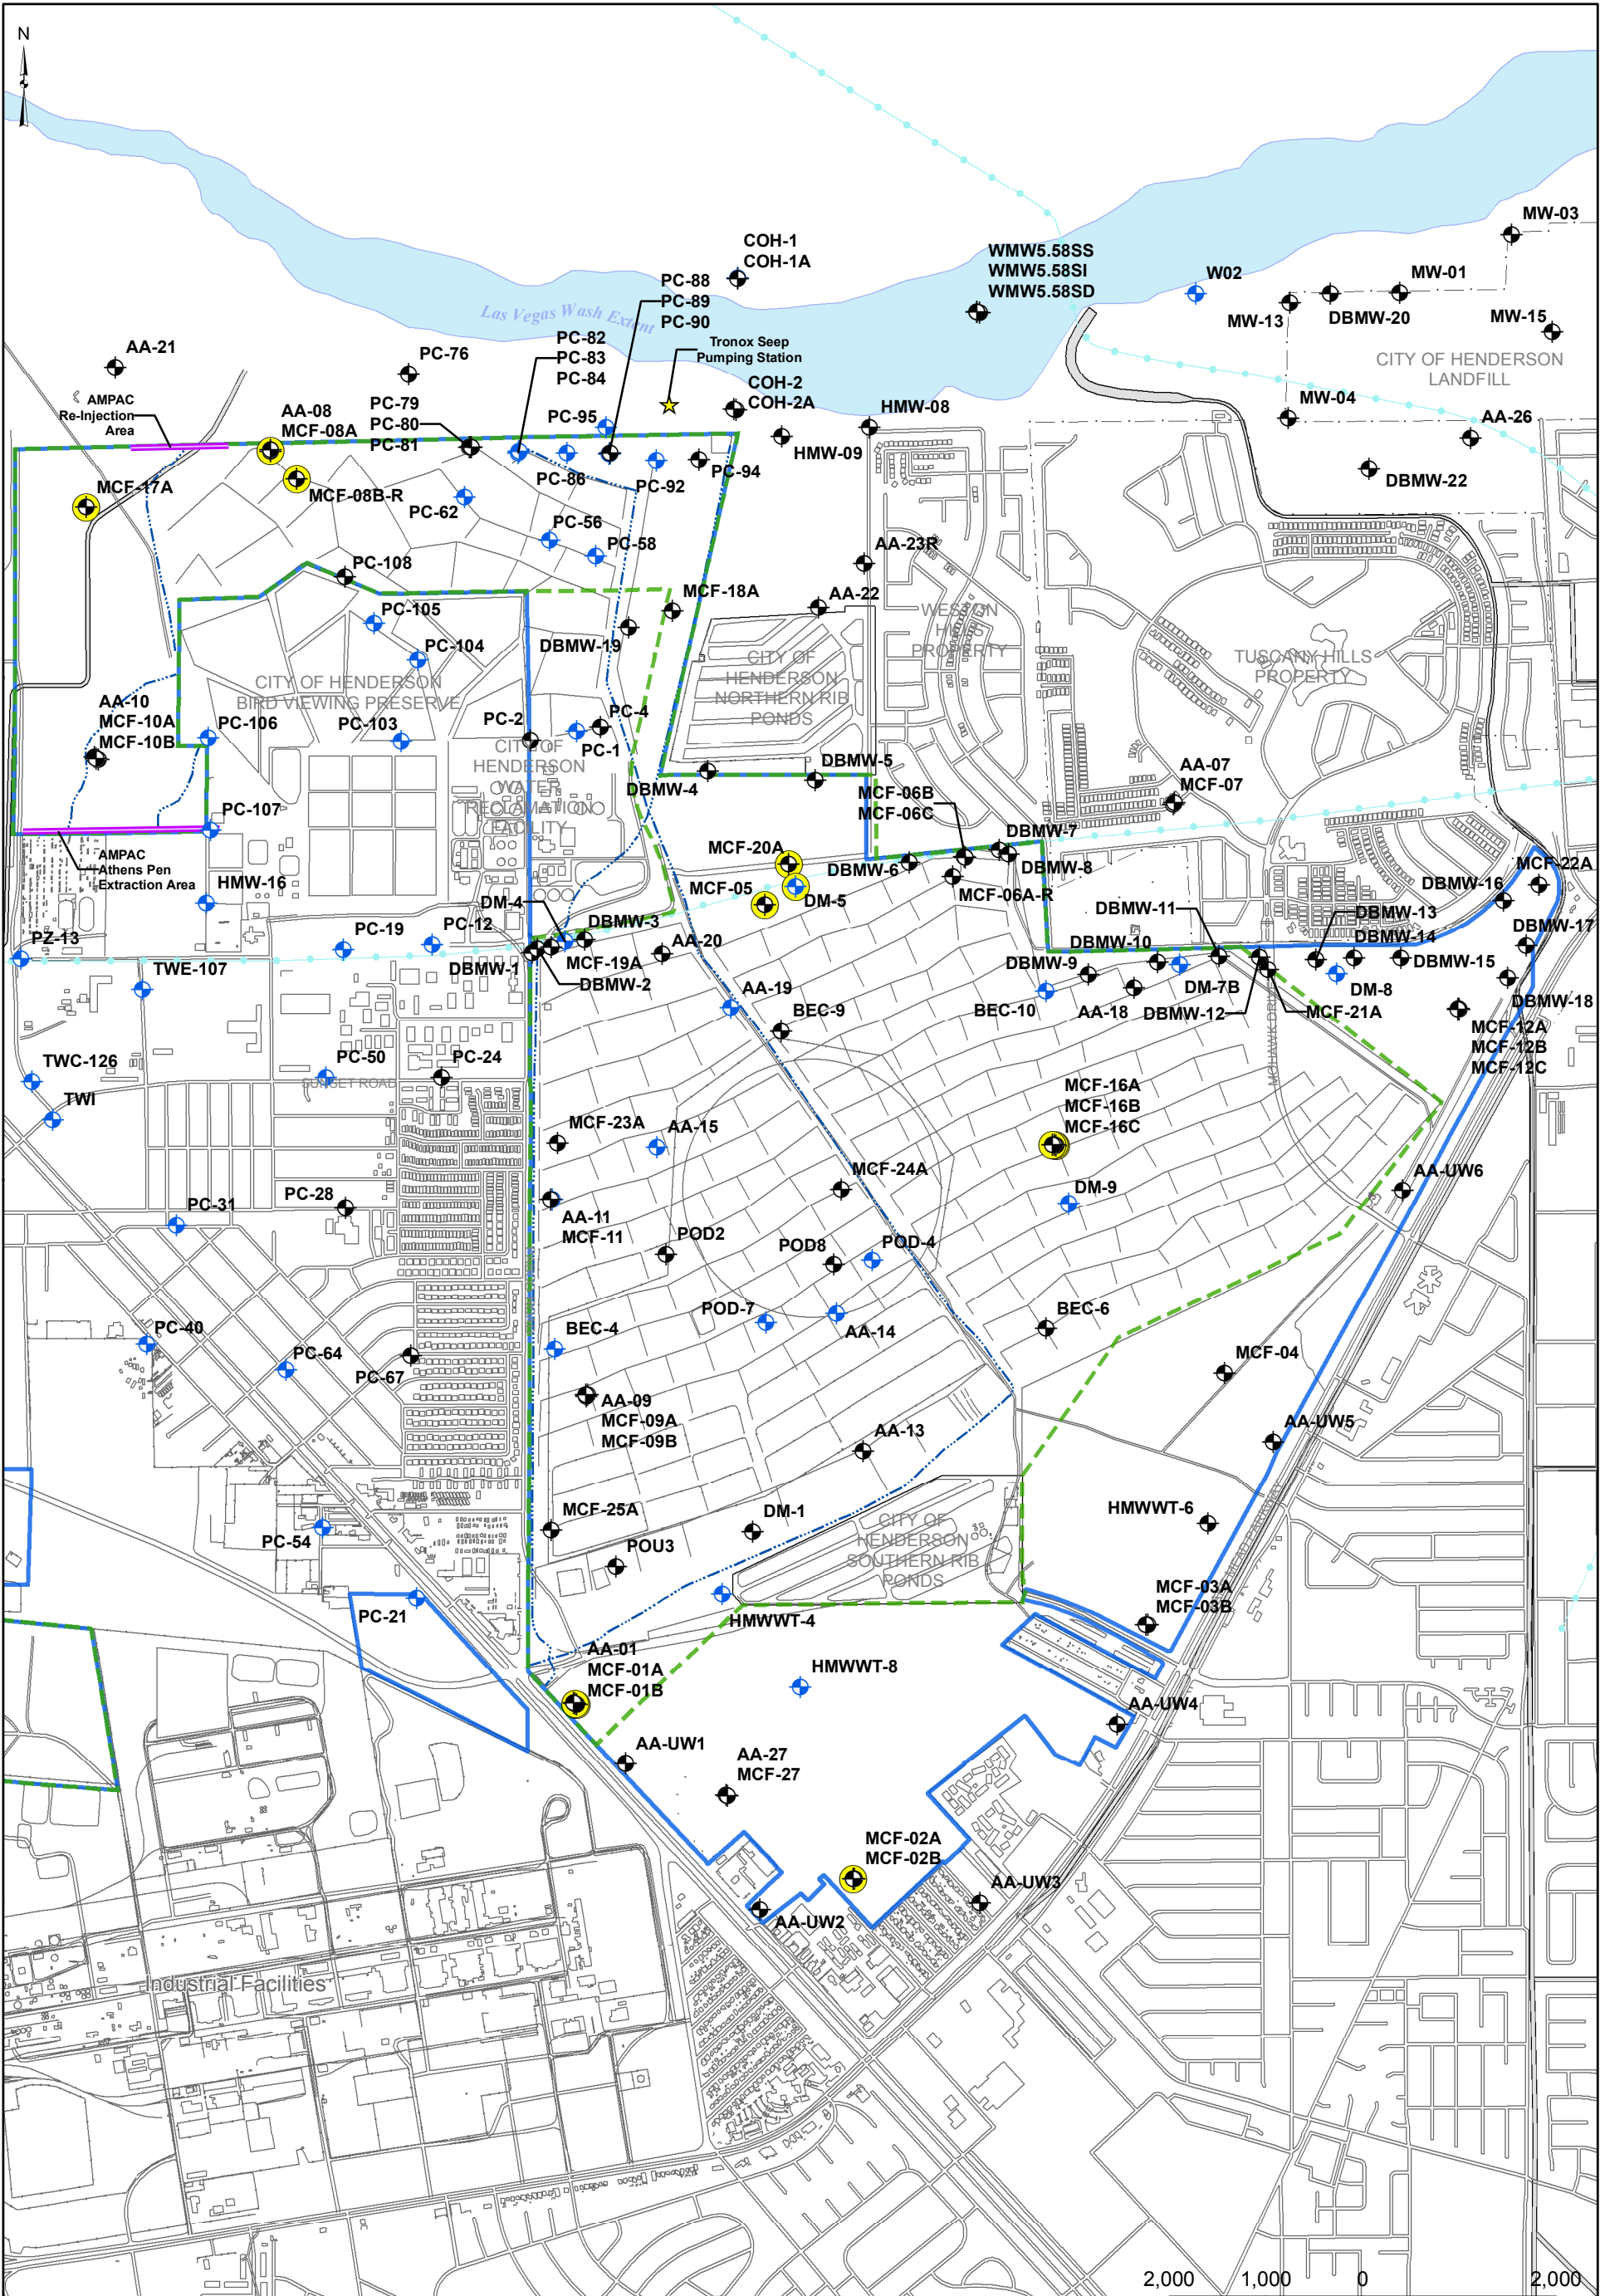 N
MW-03
COH-1
COH-1A
WMW5.58SS
WMW5.58SI
WMW5.58SD
PC-88
PC-89
PC-90
W02
MW-01
MW-13
DBMW-20
MW-15
Las Vegas Wash Extent
PC-82
PC-83
PC-84
Tronox Seep
Pumping Station
CITY OF HENDERSON
LANDFILL
AA-21
PC-76
COH-2
COH-2A
AMPAC
Re-Injection
Area
AA-08
MCF-08A
PC-79
PC-80
PC-81
PC-95
HMW-08
MW-04
AA-26
HMW-09
PC-94
PC-86
PC-92
DBMW-22
MCF-17A
MCF-08B-R
PC-62
PC-56
PC-58
AA-23R
PC-108
MCF-18A
AA-22
WESTON
HILLS
PROPERTY
PC-105
DBMW-19
PC-104
CITY OF
HENDERSON
NORTHERN RIB
PONDS
TUSCANY HILLS
PROPERTY
CITY OF HENDERSON
BIRD VIEWING PRESERVE
AA-10
MCF-10A
MCF-10B
PC-106
PC-103
PC-2
PC-4
PC-1
CITY OF
HENDERSON
WATER
RECLAMATION
FACILITY
DBMW-4
DBMW-5
AA-07
MCF-07
MCF-06B
MCF-06C
PC-107
DBMW-7
DBMW-8
AMPAC
Athens Pen
Extraction Area
MCF-20A
DBMW-6
MCF-22A
HMW-16
MCF-05
DM-5
MCF-06A-R
DBMW-16
DM-4
DBMW-3
DBMW-11
DBMW-13
PC-19
PC-12
DBMW-10
DBMW-14
DBMW-17
PZ-13
AA-20
DBMW-1
MCF-19A
DBMW-15
TWE-107
DBMW-2
DBMW-9
DM-7B
DM-8
DBMW-18
AA-19
BEC-9
BEC-10
AA-18
DBMW-12
MCF-21A
MCF-12A
MCF-12B
MCF-12C
TWC-126
PC-50
PC-24
SUNSET ROAD
MOHAWK DRIVE
TWI
MCF-16A
MCF-16B
MCF-16C
MCF-23A
AA-15
MCF-24A
AA-UW6
PC-31
PC-28
DM-9
AA-11
MCF-11
POD2
POD8
POD-4
POD-7
AA-14
BEC-4
BEC-6
PC-40
PC-64
PC-67
MCF-04
AA-09
MCF-09A
MCF-09B
AA-13
AA-UW5
MCF-25A
DM-1
CITY OF
HENDERSON
SOUTHERN RIB
PONDS
HMWWT-6
PC-54
POU3
PC-21
HMWWT-4
MCF-03A
MCF-03B
AA-01
MCF-01A
MCF-01B
HMWWT-8
AA-UW4
AA-UW1
AA-27
MCF-27
MCF-02A
MCF-02B
AA-UW3
AA-UW2
Industrial Facilities
2,000 1,000 0 2,000